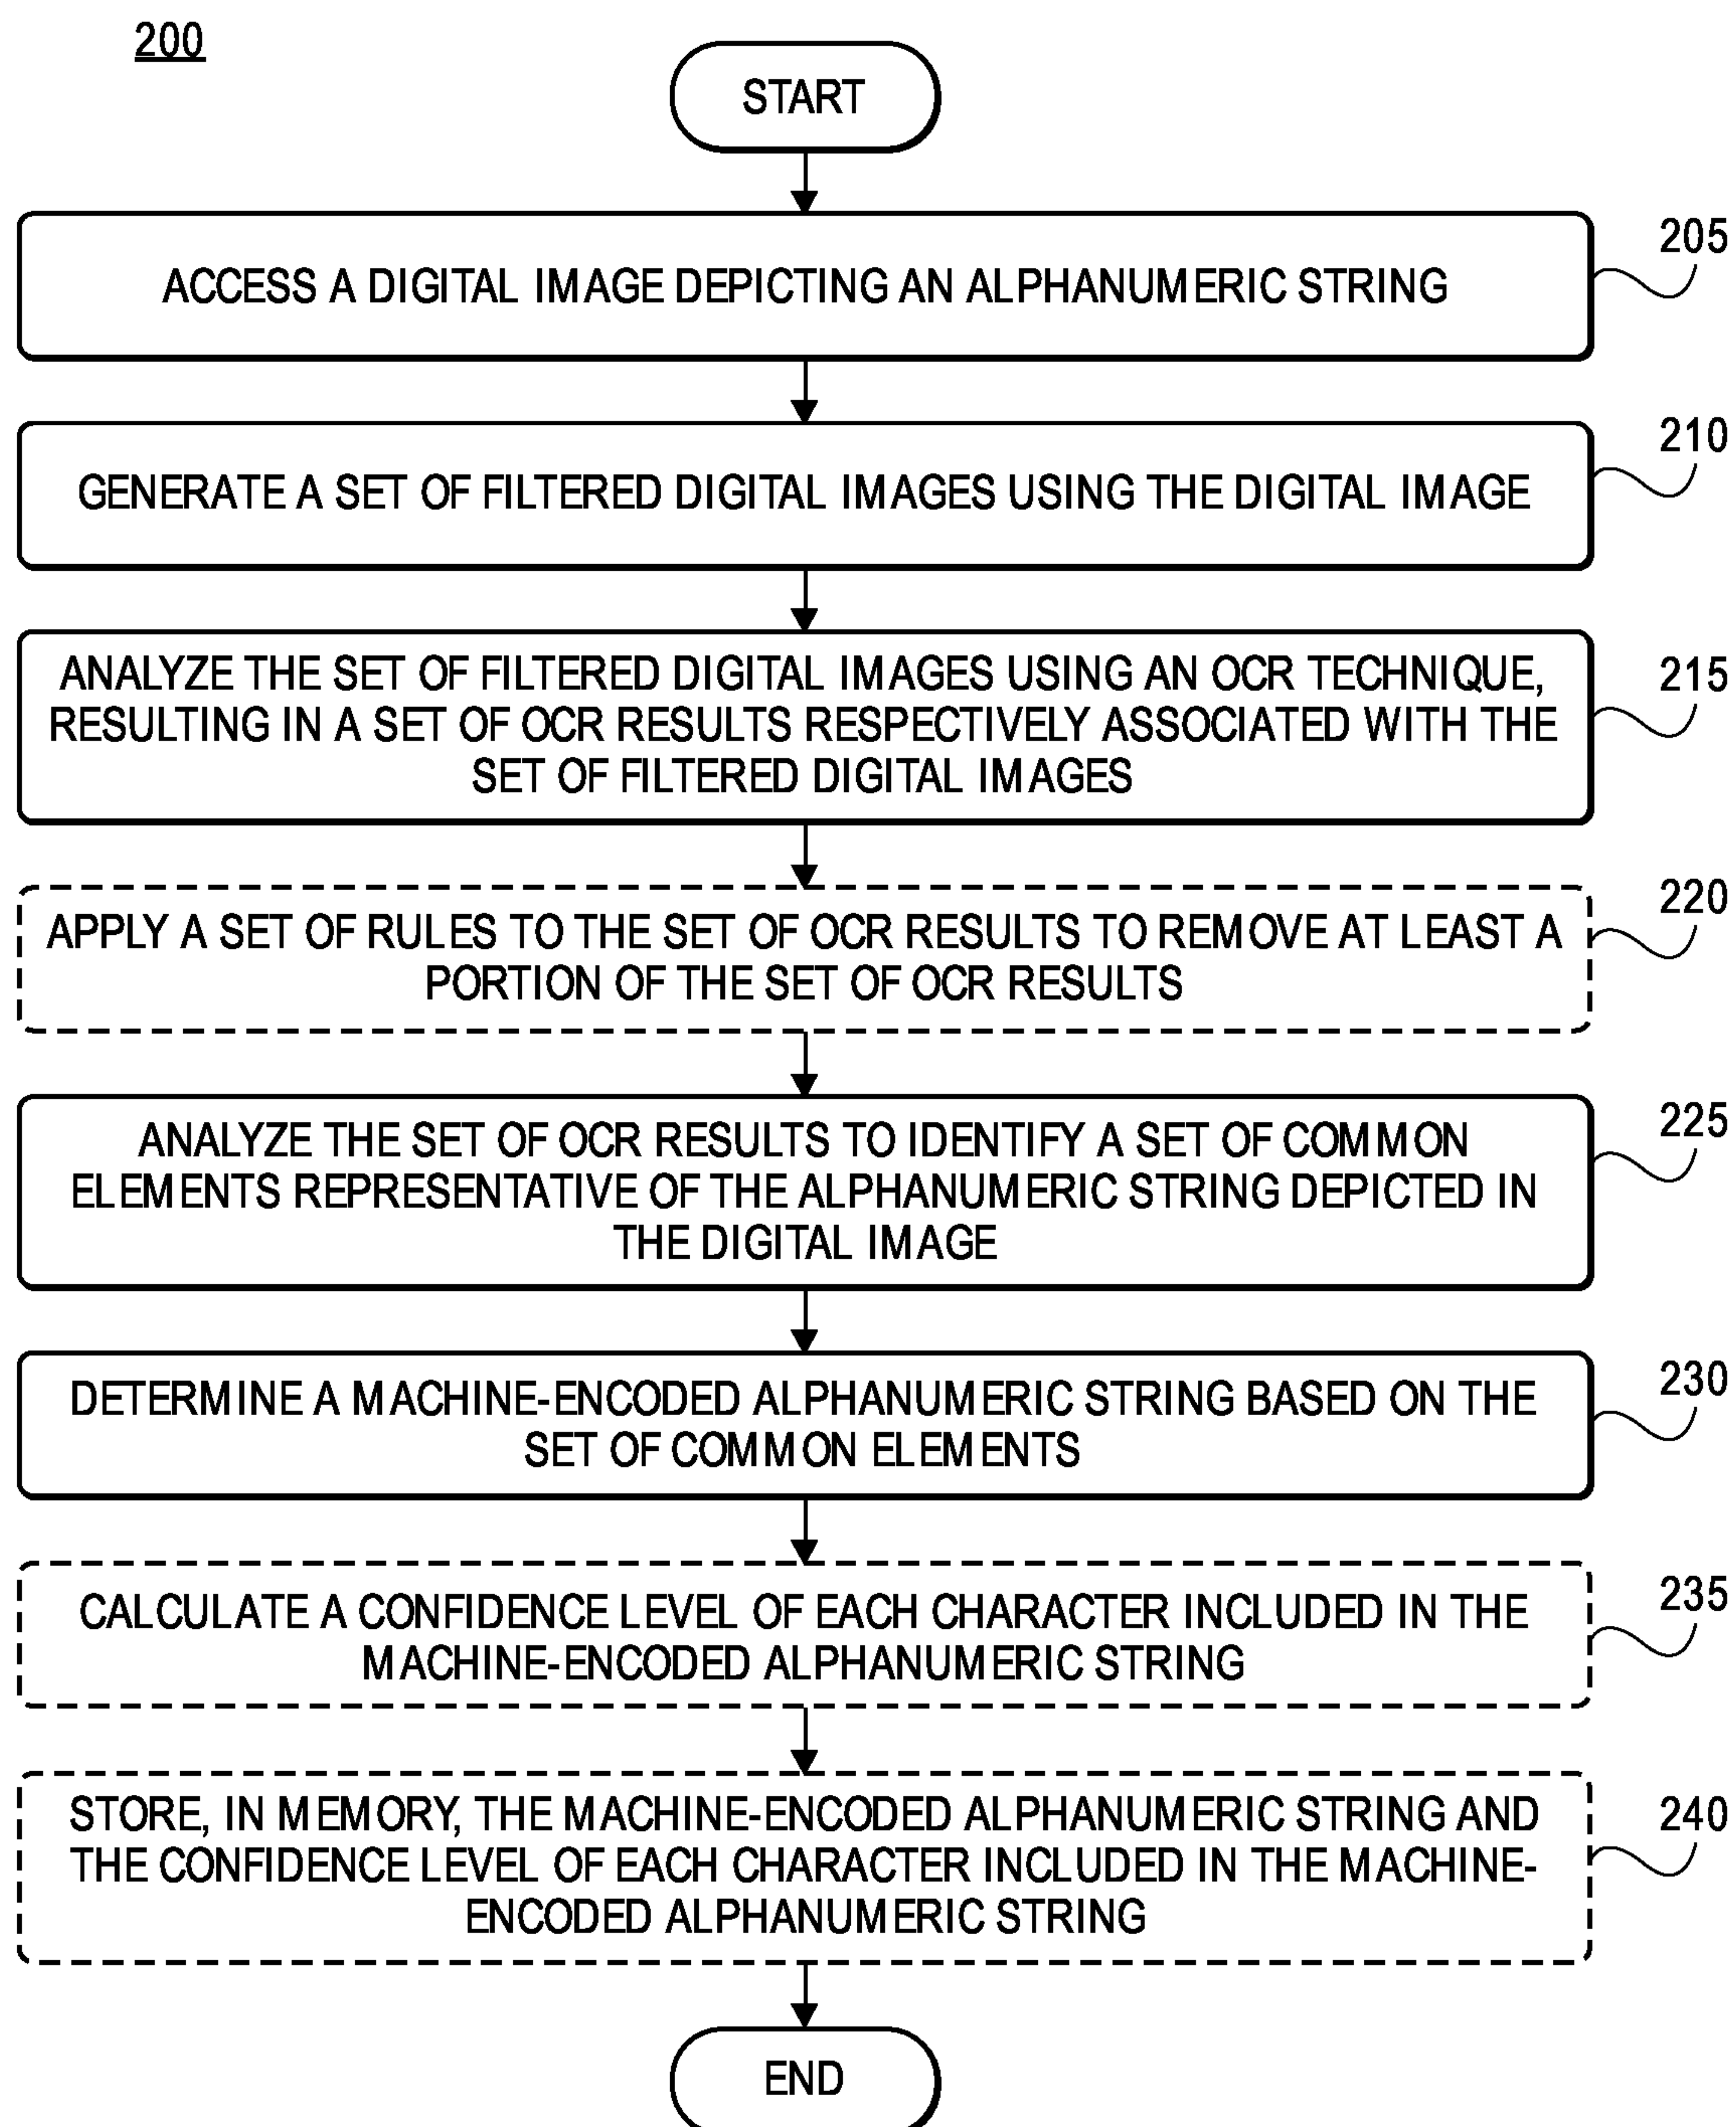 200
START
ACCESS A DIGITAL IMAGE DEPICTING AN ALPHANUMERIC STRING
205
GENERATE A SET OF FILTERED DIGITAL IMAGES USING THE DIGITAL IMAGE
210
ANALYZE THE SET OF FILTERED DIGITAL IMAGES USING AN OCR TECHNIQUE,
RESULTING IN A SET OF OCR RESULTS RESPECTIVELY ASSOCIATED WITH THE
SET OF FILTERED DIGITAL IMAGES
215
APPLY A SET OF RULES TO THE SET OF OCR RESULTS TO REMOVE AT LEAST A
PORTION OF THE SET OF OCR RESULTS
220
ANALYZE THE SET OF OCR RESULTS TO IDENTIFY A SET OF COMMON
ELEMENTS REPRESENTATIVE OF THE ALPHANUMERIC STRING DEPICTED IN
THE DIGITAL IMAGE
225
DETERMINE A MACHINE-ENCODED ALPHANUMERIC STRING BASED ON THE
SET OF COMMON ELEMENTS
230
CALCULATE A CONFIDENCE LEVEL OF EACH CHARACTER INCLUDED IN THE
MACHINE-ENCODED ALPHANUMERIC STRING
235
STORE, IN MEMORY, THE MACHINE-ENCODED ALPHANUMERIC STRING AND
THE CONFIDENCE LEVEL OF EACH CHARACTER INCLUDED IN THE MACHINE-
ENCODED ALPHANUMERIC STRING
240
END